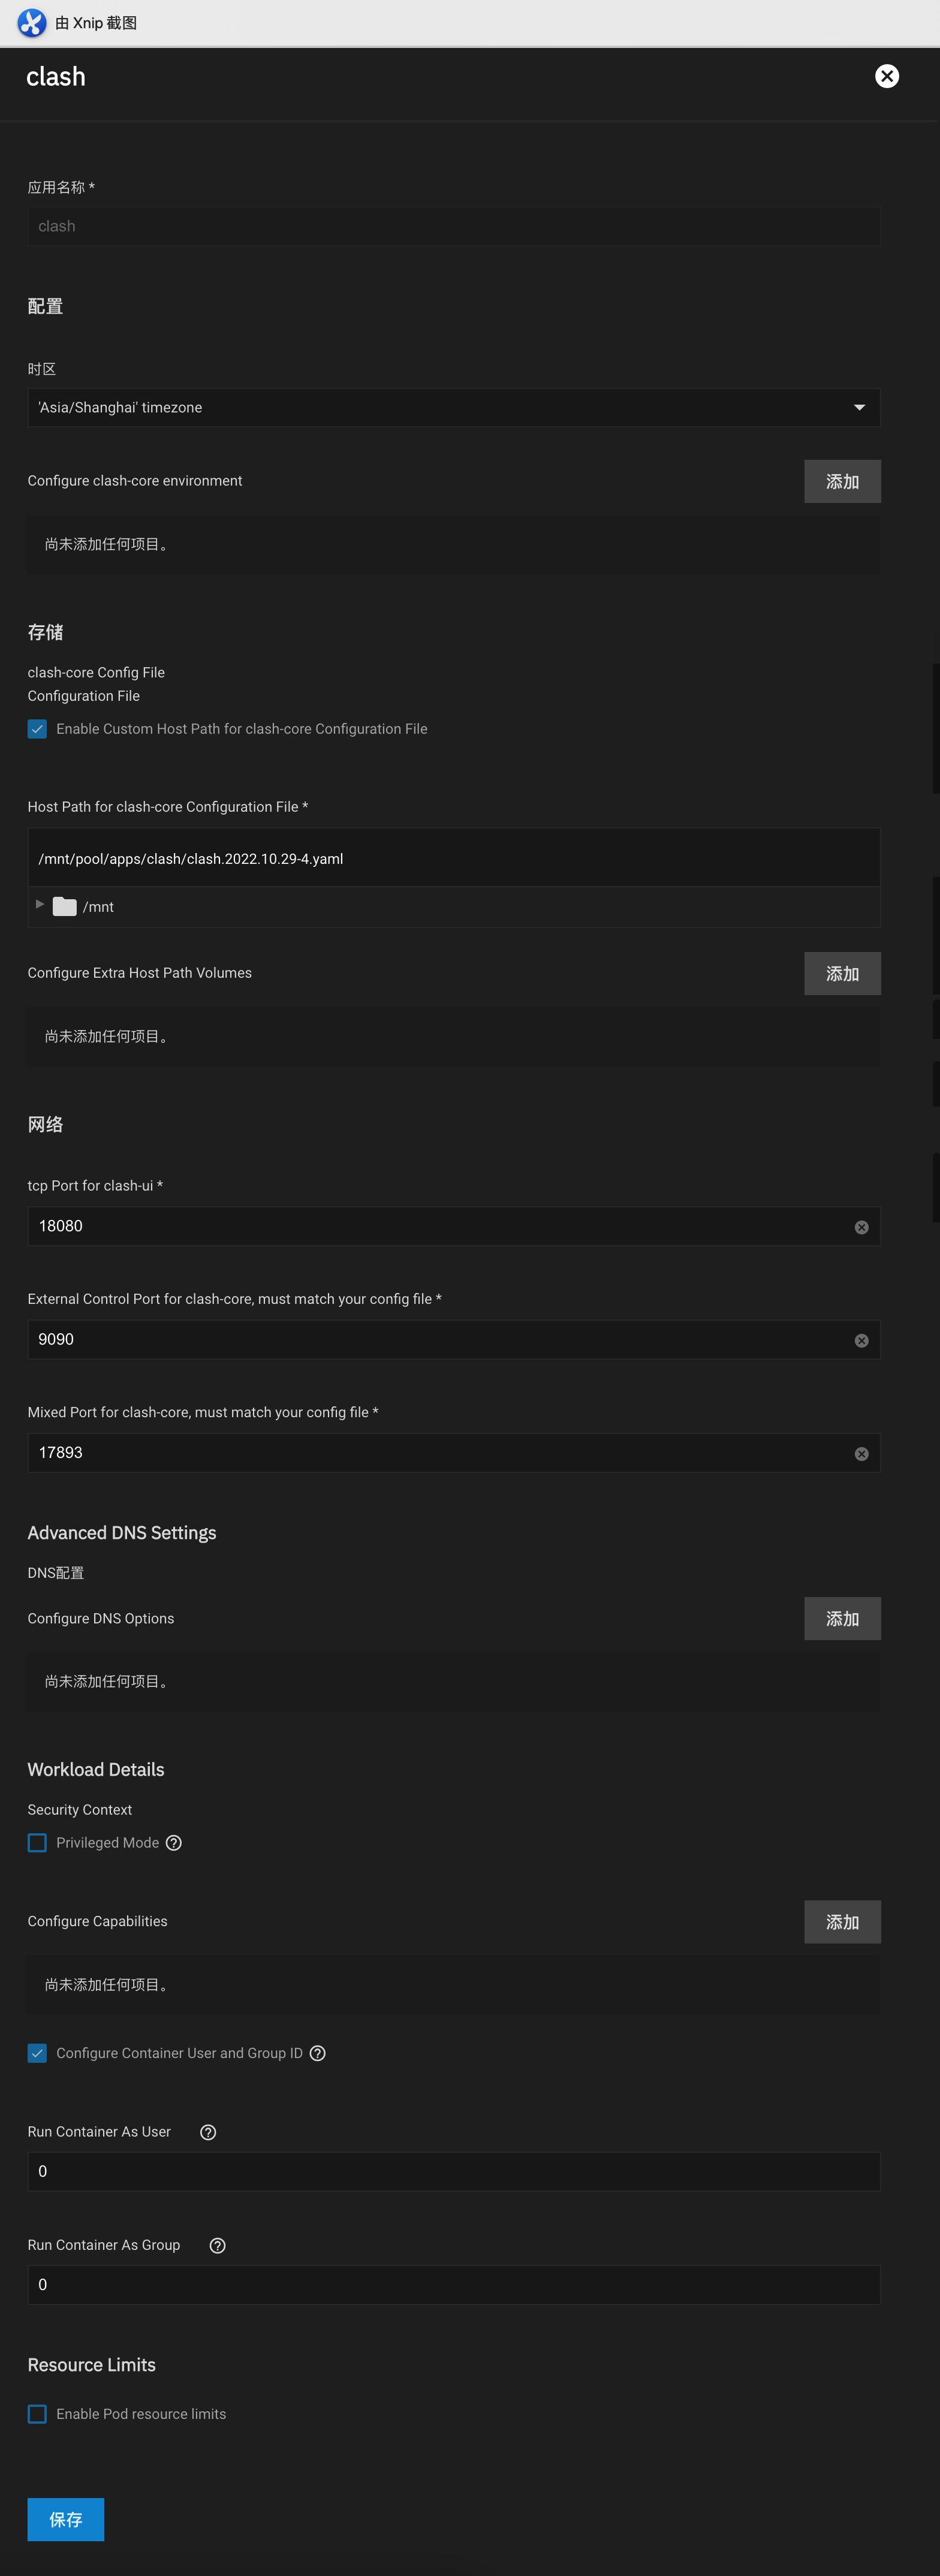 由 Xnip 截图
clash
应用名称 *
clash
配置
时区
'Asia/Shanghai' timezone
Configure clash-core environment
添加
尚未添加任何项目。
存储
clash-core Config File
Configuration File
Enable Custom Host Path for clash-core Configuration File
Host Path for clash-core Configuration File *
/mnt/pool/apps/clash/clash.2022.10.29-4.yaml
/mnt
Configure Extra Host Path Volumes
添加
尚未添加任何项目。
网络
tcp Port for clash-ui *
18080
External Control Port for clash-core, must match your config file *
9090
Mixed Port for clash-core, must match your config file *
17893
Advanced DNS Settings
DNS配置
Configure DNS Options
添加
尚未添加任何项目。
Workload Details
Security Context
Privileged Mode
Configure Capabilities
添加
尚未添加任何项目。
Configure Container User and Group ID
Run Container As User
0
Run Container As Group
0
Resource Limits
Enable Pod resource limits
保存